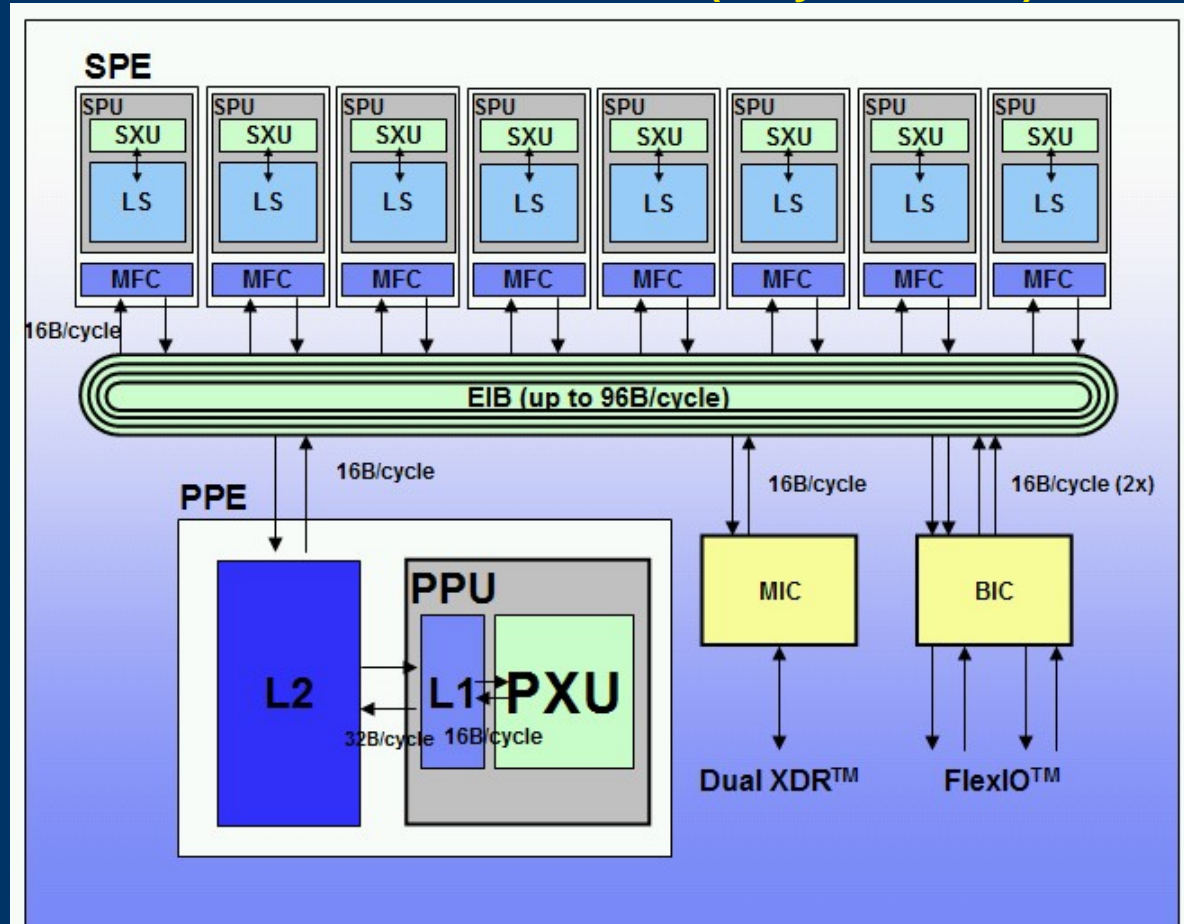 SPE
SPU SPU SPU SPU SPU SPU SPU SPU
SXU SXU SXU SXU SXU SXU SXU SXU
LS LS LS LS LS LS LS LS
MFC MFC MFC MFC MFC MFC MFC MFC
16B/cycle
EIB (up to 96B/cycle)
16B/cycle 16B/cycle 16B/cycle (2x)
PPE
PPU
MIC BIC
L2 L1 PXU
32B/cycle 16B/cycle
Dual XDR™ FlexIO™